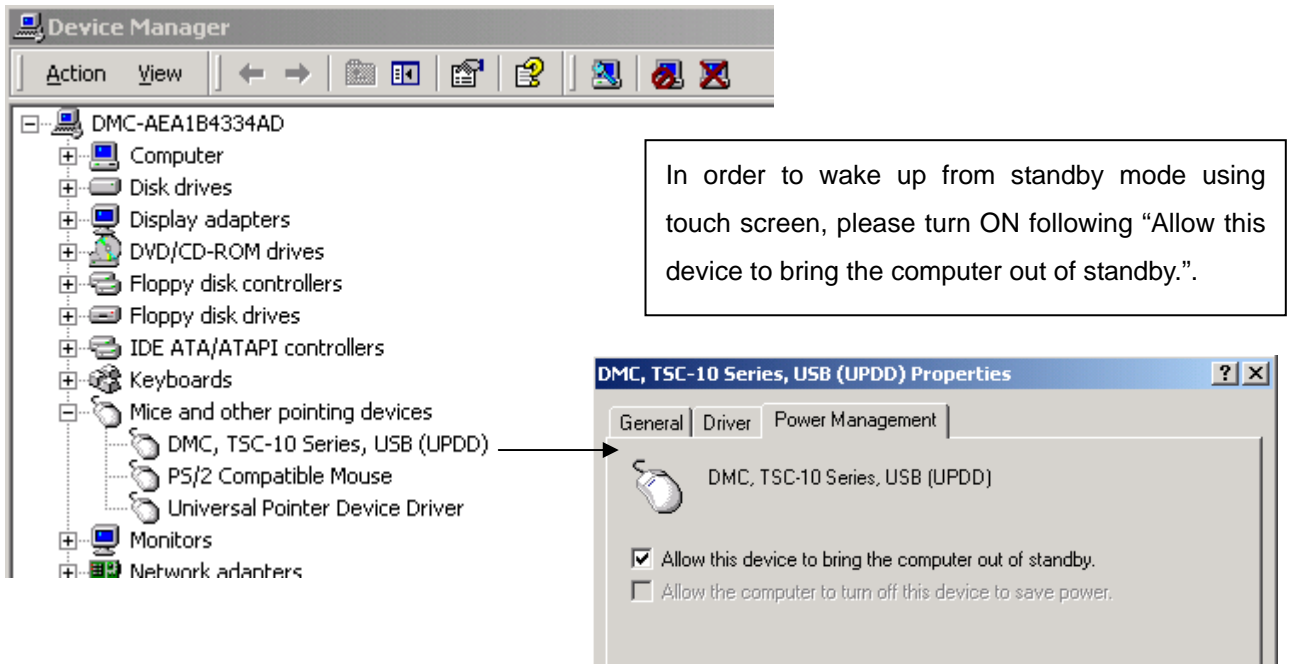 Device Manager
Action View
DMC-AEA1B4334AD
Computer
Disk drives
Display adapters
DVD/CD-ROM drives
Floppy disk controllers
Floppy disk drives
IDE ATA/ATAPI controllers
Keyboards
Mice and other pointing devices
DMC, TSC-10 Series, USB (UPDD)
PS/2 Compatible Mouse
Universal Pointer Device Driver
Monitors
Network adapters
In order to wake up from standby mode using
touch screen, please turn ON following “Allow this
device to bring the computer out of standby.”.
DMC, TSC-10 Series, USB (UPDD) Properties
General Driver Power Management
DMC, TSC-10 Series, USB (UPDD)
Allow this device to bring the computer out of standby.
Allow the computer to turn off this device to save power.